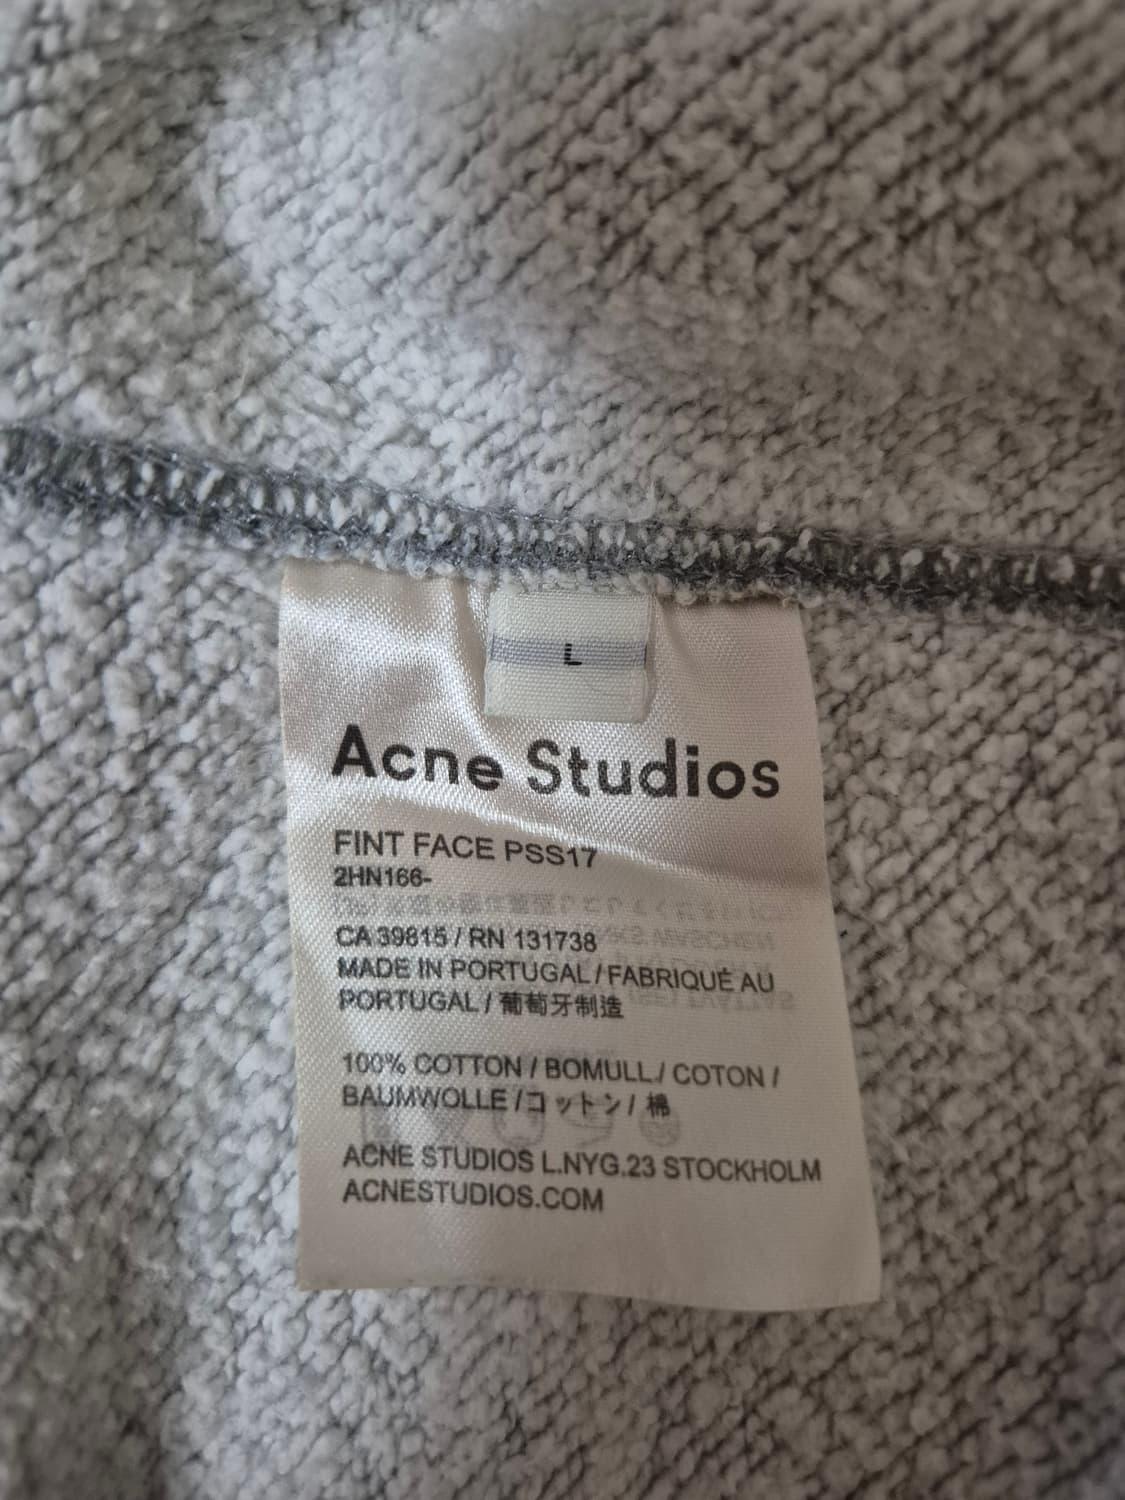 L
Acne Studios
FINT FACE PSS17
2HN166-
CA 39815 / RN 131738
MADE IN PORTUGAL / FABRIQUÉ AU
PORTUGAL / 葡萄牙制造
100% COTTON / BOMULL / COTON /
BAUMWOLLE / コットン / 棉
ACNE STUDIOS L.NYG.23 STOCKHOLM
ACNESTUDIOS.COM